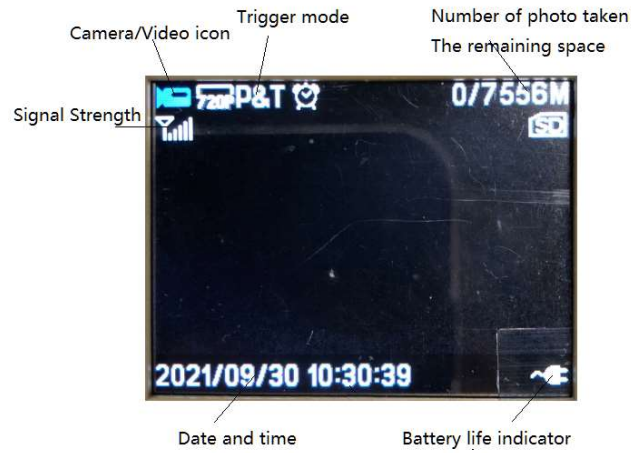 Trigger mode
Number of photo taken
Camera/Video icon
The remaining space
720P P&T 0/7556M
Signal Strength
SD
2021/09/30 10:30:39
Date and time
Battery life indicator